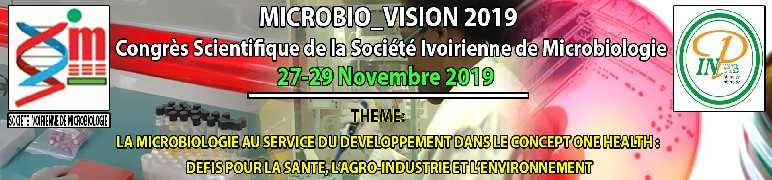 MICROBIO_VISION 2019
Congrès Scientifique de la Société Ivoirienne de Microbiologie
27-29 Novembre 2019
THEME:
LA MICROBIOLOGIE AU SERVICE DU DEVELOPPEMENT DANS LE CONCEPT ONE HEALTH :
DEFIS POUR LA SANTE, L'AGRO-INDUSTRIE ET L'ENVIRONNEMENT
SOCIETE IVOIRIENNE DE MICROBIOLOGIE